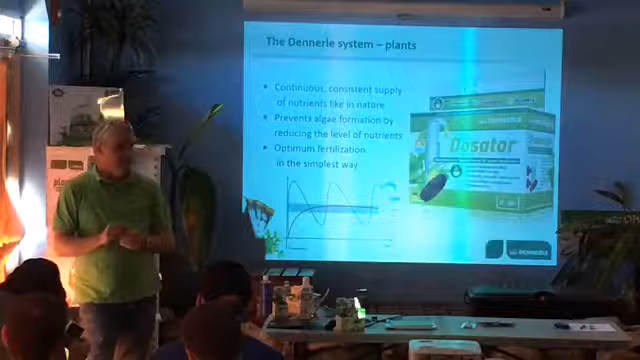 The Dennerle system – plants
• Continuous, consistent supply
of nutrients like in nature
• Prevents algae formation by
reducing the level of nutrients
• Optimum fertilization
in the simplest way
Dosator
DENNERLE